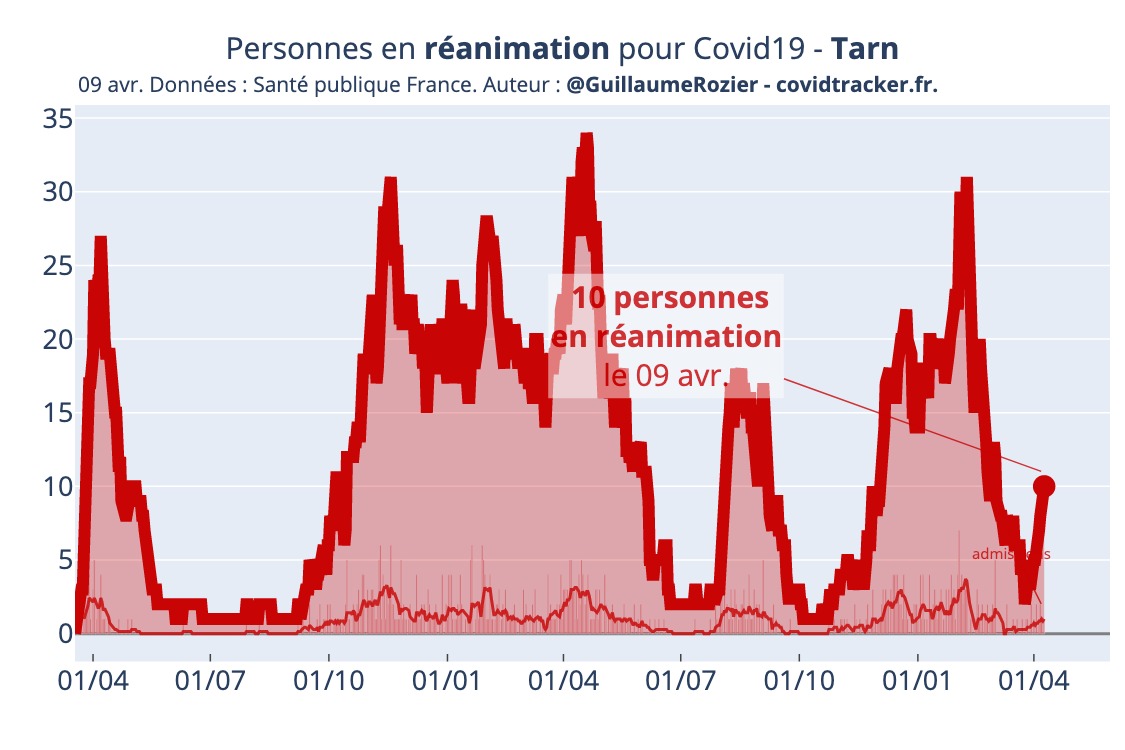 Personnes en réanimation pour Covid19 - Tarn
09 avr. Données : Santé publique France. Auteur : @GuillaumeRozier - covidtracker.fr.
35
30
25
20
15
10
5
0
10 personnes
en réanimation
le 09 avr.
admissions
01/04
01/07
01/10
01/01
01/04
01/07
01/10
01/01
01/04